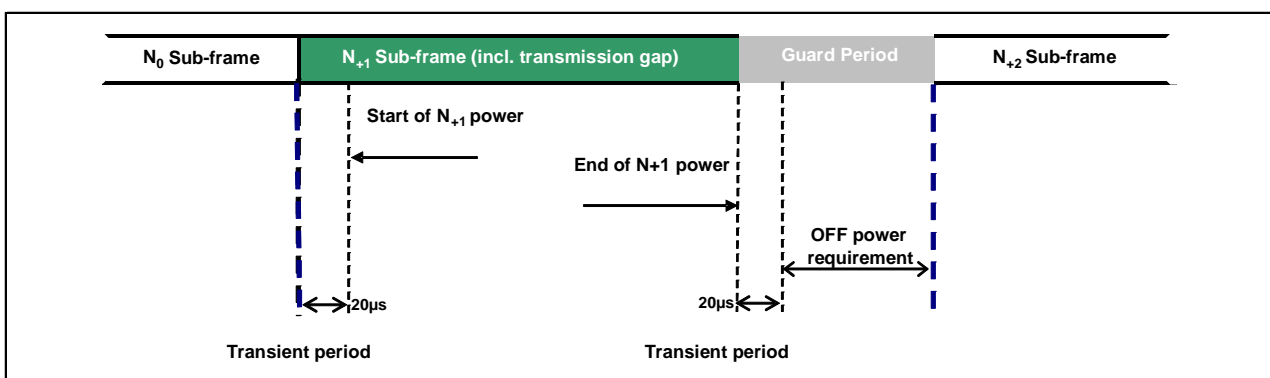 N₀ Sub-frame
N₊₁ Sub-frame (incl. transmission gap)
Guard Period
N₊₂ Sub-frame
Start of N₊₁ power
End of N+1 power
OFF power
requirement
20µs
20µs
Transient period
Transient period